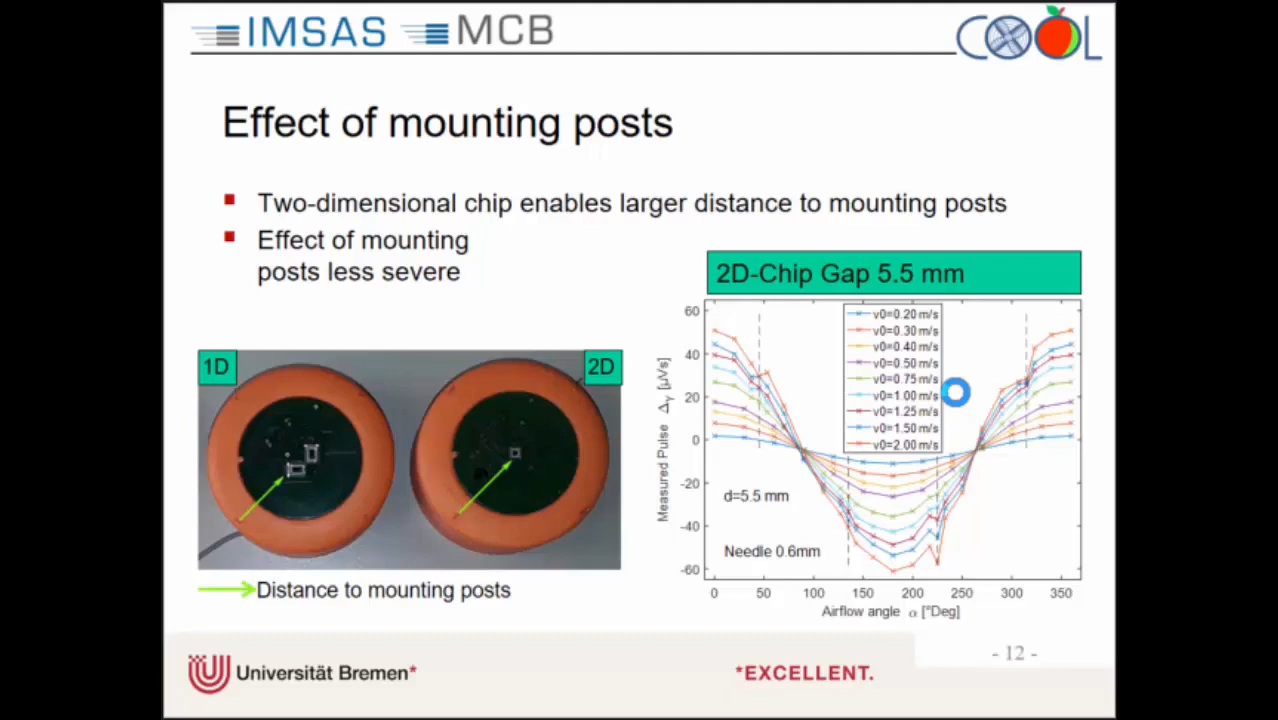 IMSAS MCB COOL
Effect of mounting posts
Two-dimensional chip enables larger distance to mounting posts
Effect of mounting
posts less severe
2D-Chip Gap 5.5 mm
1D
2D
Distance to mounting posts
Measured Pulse Δγ [μVs]
60
40
20
0
-20
-40
-60
v0=0.20 m/s
v0=0.30 m/s
v0=0.40 m/s
v0=0.50 m/s
v0=0.75 m/s
v0=1.00 m/s
v0=1.25 m/s
v0=1.50 m/s
v0=2.00 m/s
d=5.5 mm
Needle 0.6mm
0 50 100 150 200 250 300 350
Airflow angle α [°Deg]
- 12 -
Universität Bremen*
*EXCELLENT.